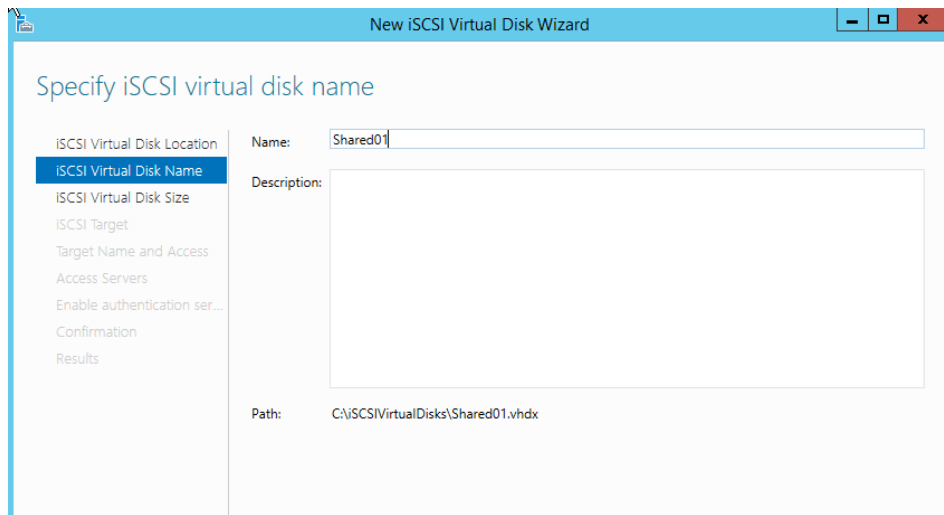 New iSCSI Virtual Disk Wizard
Specify iSCSI virtual disk name
iSCSI Virtual Disk Location
iSCSI Virtual Disk Name
iSCSI Virtual Disk Size
iSCSI Target
Target Name and Access
Access Servers
Enable authentication ser...
Confirmation
Results
Name:
Shared01
Description:
Path:
C:\iSCSIVirtualDisks\Shared01.vhdx